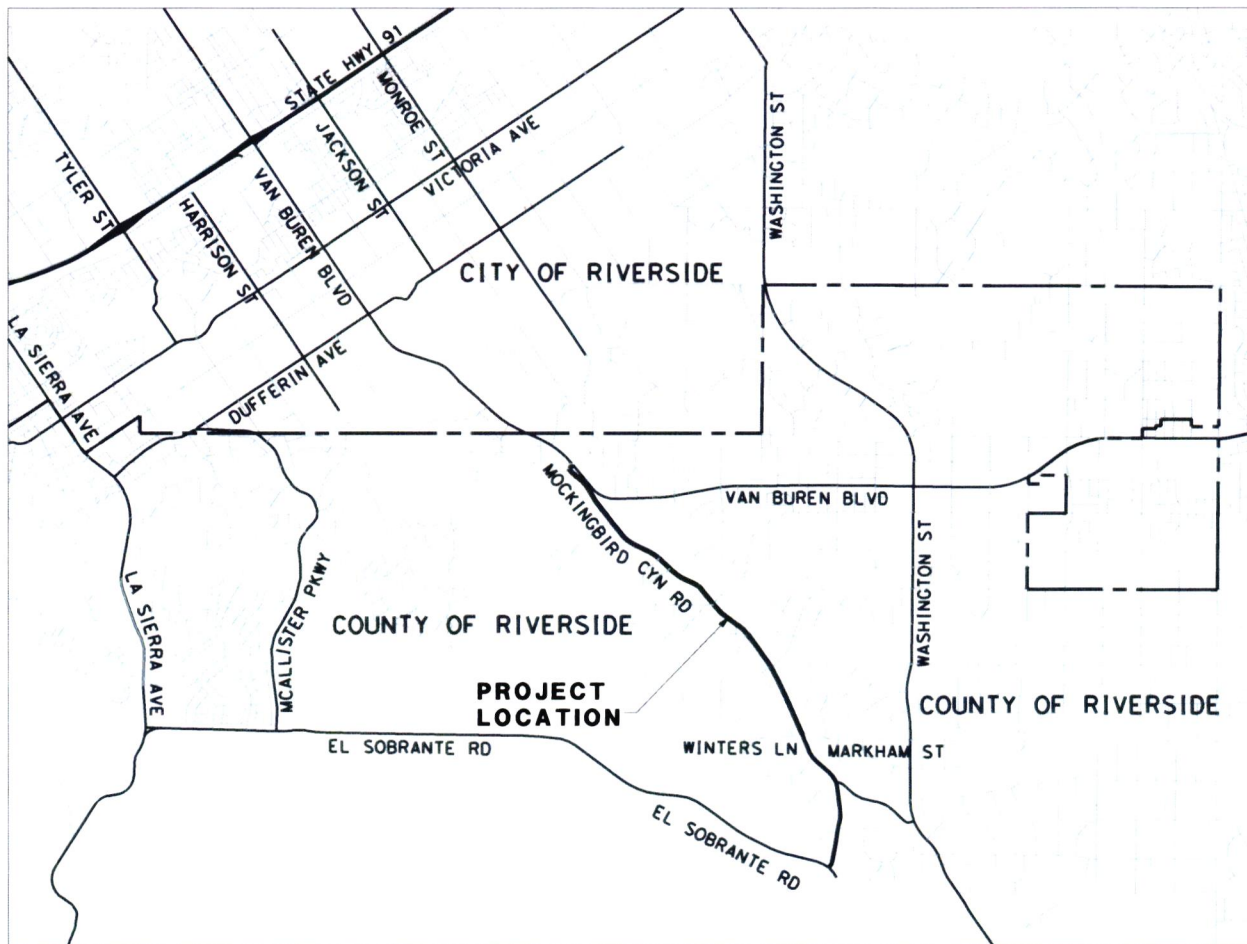 STATE HWY 91
MONROE ST
JACKSON ST
VICTORIA AVE
WASHINGTON ST
TYLER ST
VAN BUREN BLVD
HARRISON ST
CITY OF RIVERSIDE
LA SIERRA AVE
DUFFERIN AVE
MOCKINGBIRD CYN RD
VAN BUREN BLVD
WASHINGTON ST
LA SIERRA AVE
MCALLISTER PKWY
COUNTY OF RIVERSIDE
PROJECT
LOCATION
COUNTY OF RIVERSIDE
EL SOBRANTE RD
WINTERS LN
MARKHAM ST
EL SOBRANTE RD